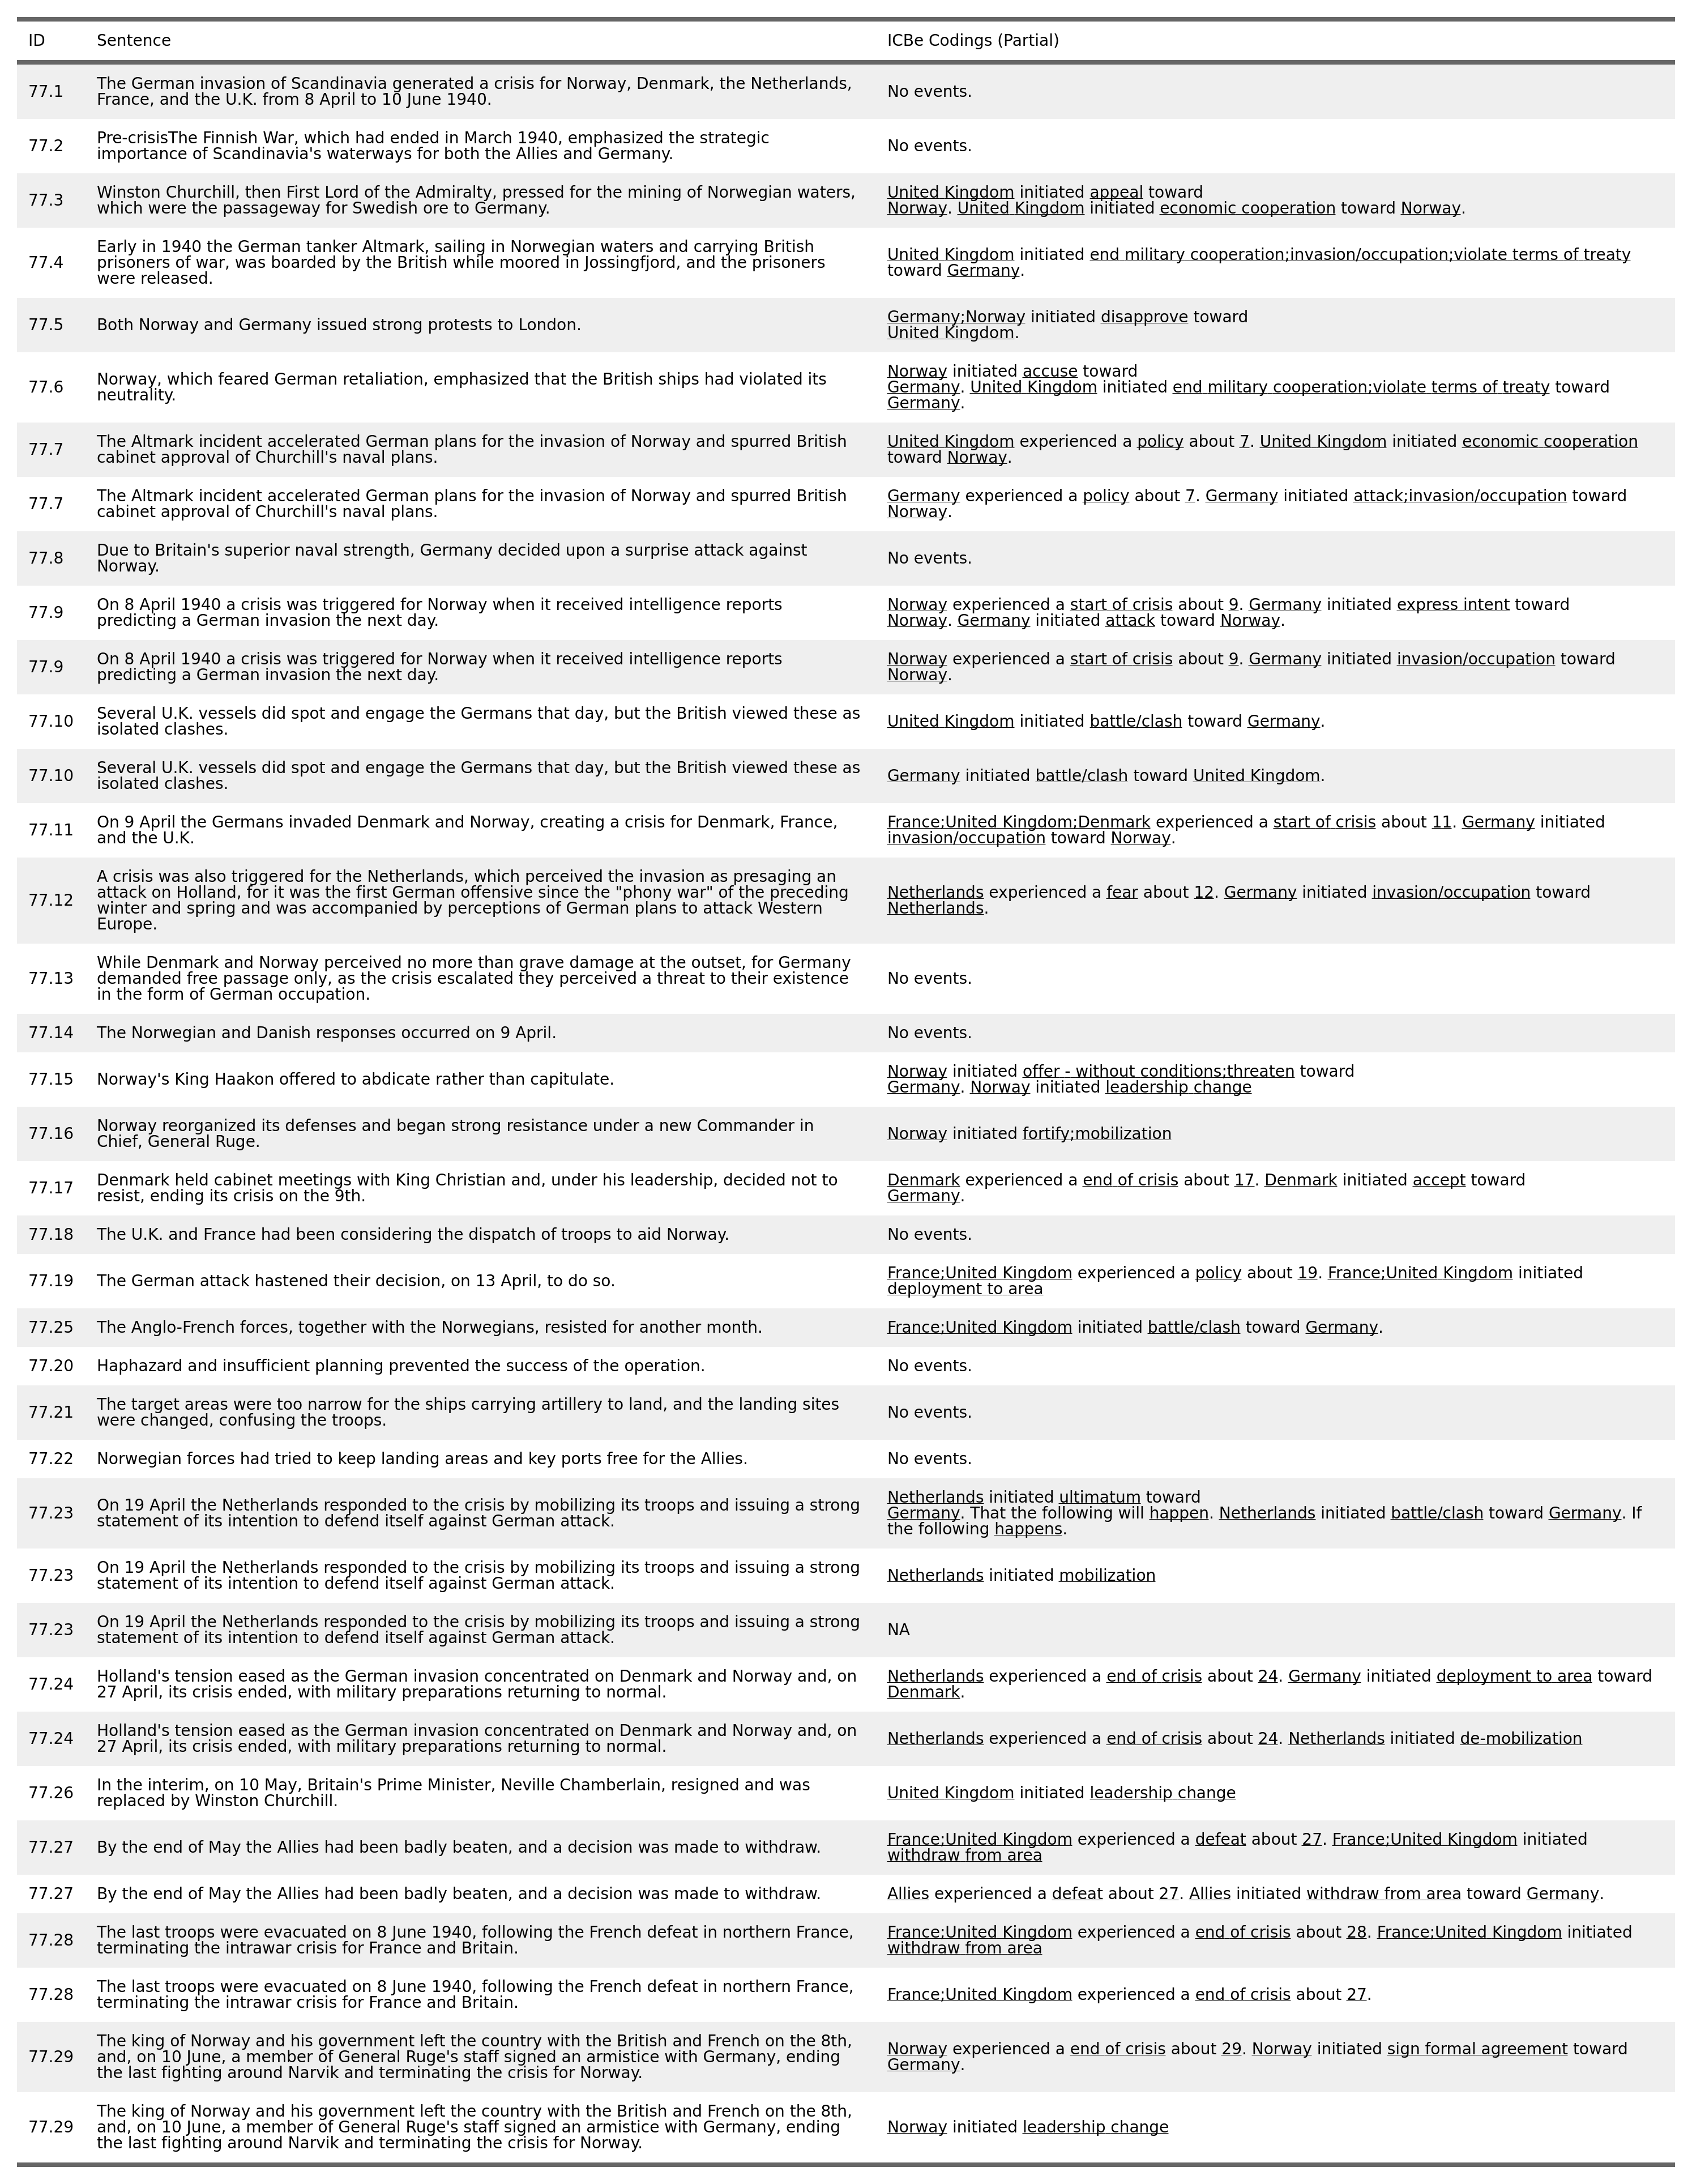 ID Sentence ICBe Codings (Partial)
77.1 The German invasion of Scandinavia generated a crisis for Norway, Denmark, the Netherlands,
France, and the U.K. from 8 April to 10 June 1940.
No events.
77.2 Pre-crisisThe Finnish War, which had ended in March 1940, emphasized the strategic
importance of Scandinavia's waterways for both the Allies and Germany.
No events.
77.3 Winston Churchill, then First Lord of the Admiralty, pressed for the mining of Norwegian waters,
which were the passageway for Swedish ore to Germany.
United Kingdom initiated appeal toward
Norway. United Kingdom initiated economic cooperation toward Norway.
77.4 Early in 1940 the German tanker Altmark, sailing in Norwegian waters and carrying British
prisoners of war, was boarded by the British while moored in Jossingfjord, and the prisoners
were released.
United Kingdom initiated end military cooperation;invasion/occupation;violate terms of treaty
toward Germany.
77.5 Both Norway and Germany issued strong protests to London.
Germany;Norway initiated disapprove toward
United Kingdom.
77.6 Norway, which feared German retaliation, emphasized that the British ships had violated its
neutrality.
Norway initiated accuse toward
Germany. United Kingdom initiated end military cooperation;violate terms of treaty toward
Germany.
77.7 The Altmark incident accelerated German plans for the invasion of Norway and spurred British
cabinet approval of Churchill's naval plans.
United Kingdom experienced a policy about 7. United Kingdom initiated economic cooperation
toward Norway.
77.7 The Altmark incident accelerated German plans for the invasion of Norway and spurred British
cabinet approval of Churchill's naval plans.
Germany experienced a policy about 7. Germany initiated attack;invasion/occupation toward
Norway.
77.8 Due to Britain's superior naval strength, Germany decided upon a surprise attack against
Norway.
No events.
77.9 On 8 April 1940 a crisis was triggered for Norway when it received intelligence reports
predicting a German invasion the next day.
Norway experienced a start of crisis about 9. Germany initiated express intent toward
Norway. Germany initiated attack toward Norway.
77.9 On 8 April 1940 a crisis was triggered for Norway when it received intelligence reports
predicting a German invasion the next day.
Norway experienced a start of crisis about 9. Germany initiated invasion/occupation toward
Norway.
77.10 Several U.K. vessels did spot and engage the Germans that day, but the British viewed these as
isolated clashes.
United Kingdom initiated battle/clash toward Germany.
77.10 Several U.K. vessels did spot and engage the Germans that day, but the British viewed these as
isolated clashes.
Germany initiated battle/clash toward United Kingdom.
77.11 On 9 April the Germans invaded Denmark and Norway, creating a crisis for Denmark, France,
and the U.K.
France;United Kingdom;Denmark experienced a start of crisis about 11. Germany initiated
invasion/occupation toward Norway.
77.12 A crisis was also triggered for the Netherlands, which perceived the invasion as presaging an
attack on Holland, for it was the first German offensive since the "phony war" of the preceding
winter and spring and was accompanied by perceptions of German plans to attack Western
Europe.
Netherlands experienced a fear about 12. Germany initiated invasion/occupation toward
Netherlands.
77.13 While Denmark and Norway perceived no more than grave damage at the outset, for Germany
demanded free passage only, as the crisis escalated they perceived a threat to their existence
in the form of German occupation.
No events.
77.14 The Norwegian and Danish responses occurred on 9 April.
No events.
77.15 Norway's King Haakon offered to abdicate rather than capitulate.
Norway initiated offer - without conditions;threaten toward
Germany. Norway initiated leadership change
77.16 Norway reorganized its defenses and began strong resistance under a new Commander in
Chief, General Ruge.
Norway initiated fortify;mobilization
77.17 Denmark held cabinet meetings with King Christian and, under his leadership, decided not to
resist, ending its crisis on the 9th.
Denmark experienced a end of crisis about 17. Denmark initiated accept toward
Germany.
77.18 The U.K. and France had been considering the dispatch of troops to aid Norway.
No events.
77.19 The German attack hastened their decision, on 13 April, to do so.
France;United Kingdom experienced a policy about 19. France;United Kingdom initiated
deployment to area
77.25 The Anglo-French forces, together with the Norwegians, resisted for another month.
France;United Kingdom initiated battle/clash toward Germany.
77.20 Haphazard and insufficient planning prevented the success of the operation.
No events.
77.21 The target areas were too narrow for the ships carrying artillery to land, and the landing sites
were changed, confusing the troops.
No events.
77.22 Norwegian forces had tried to keep landing areas and key ports free for the Allies.
No events.
77.23 On 19 April the Netherlands responded to the crisis by mobilizing its troops and issuing a strong
statement of its intention to defend itself against German attack.
Netherlands initiated ultimatum toward
Germany. That the following will happen. Netherlands initiated battle/clash toward Germany. If
the following happens.
77.23 On 19 April the Netherlands responded to the crisis by mobilizing its troops and issuing a strong
statement of its intention to defend itself against German attack.
Netherlands initiated mobilization
77.23 On 19 April the Netherlands responded to the crisis by mobilizing its troops and issuing a strong
statement of its intention to defend itself against German attack.
NA
77.24 Holland's tension eased as the German invasion concentrated on Denmark and Norway and, on
27 April, its crisis ended, with military preparations returning to normal.
Netherlands experienced a end of crisis about 24. Germany initiated deployment to area toward
Denmark.
77.24 Holland's tension eased as the German invasion concentrated on Denmark and Norway and, on
27 April, its crisis ended, with military preparations returning to normal.
Netherlands experienced a end of crisis about 24. Netherlands initiated de-mobilization
77.26 In the interim, on 10 May, Britain's Prime Minister, Neville Chamberlain, resigned and was
replaced by Winston Churchill.
United Kingdom initiated leadership change
77.27 By the end of May the Allies had been badly beaten, and a decision was made to withdraw.
France;United Kingdom experienced a defeat about 27. France;United Kingdom initiated
withdraw from area
77.27 By the end of May the Allies had been badly beaten, and a decision was made to withdraw.
Allies experienced a defeat about 27. Allies initiated withdraw from area toward Germany.
77.28 The last troops were evacuated on 8 June 1940, following the French defeat in northern France,
terminating the intrawar crisis for France and Britain.
France;United Kingdom experienced a end of crisis about 28. France;United Kingdom initiated
withdraw from area
77.28 The last troops were evacuated on 8 June 1940, following the French defeat in northern France,
terminating the intrawar crisis for France and Britain.
France;United Kingdom experienced a end of crisis about 27.
77.29 The king of Norway and his government left the country with the British and French on the 8th,
and, on 10 June, a member of General Ruge's staff signed an armistice with Germany, ending
the last fighting around Narvik and terminating the crisis for Norway.
Norway experienced a end of crisis about 29. Norway initiated sign formal agreement toward
Germany.
77.29 The king of Norway and his government left the country with the British and French on the 8th,
and, on 10 June, a member of General Ruge's staff signed an armistice with Germany, ending
the last fighting around Narvik and terminating the crisis for Norway.
Norway initiated leadership change